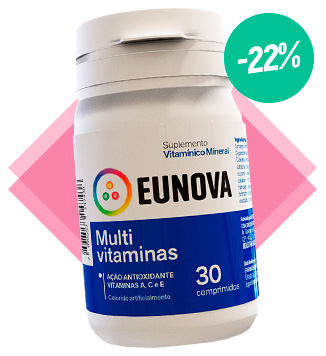 -22%
Suplemento
Vitamínico Mineral
EUNOVA
Multi
vitaminas
AÇÃO ANTIOXIDANTE
VITAMINAS A, C e E
Colorido artificialmente
30
comprimidos